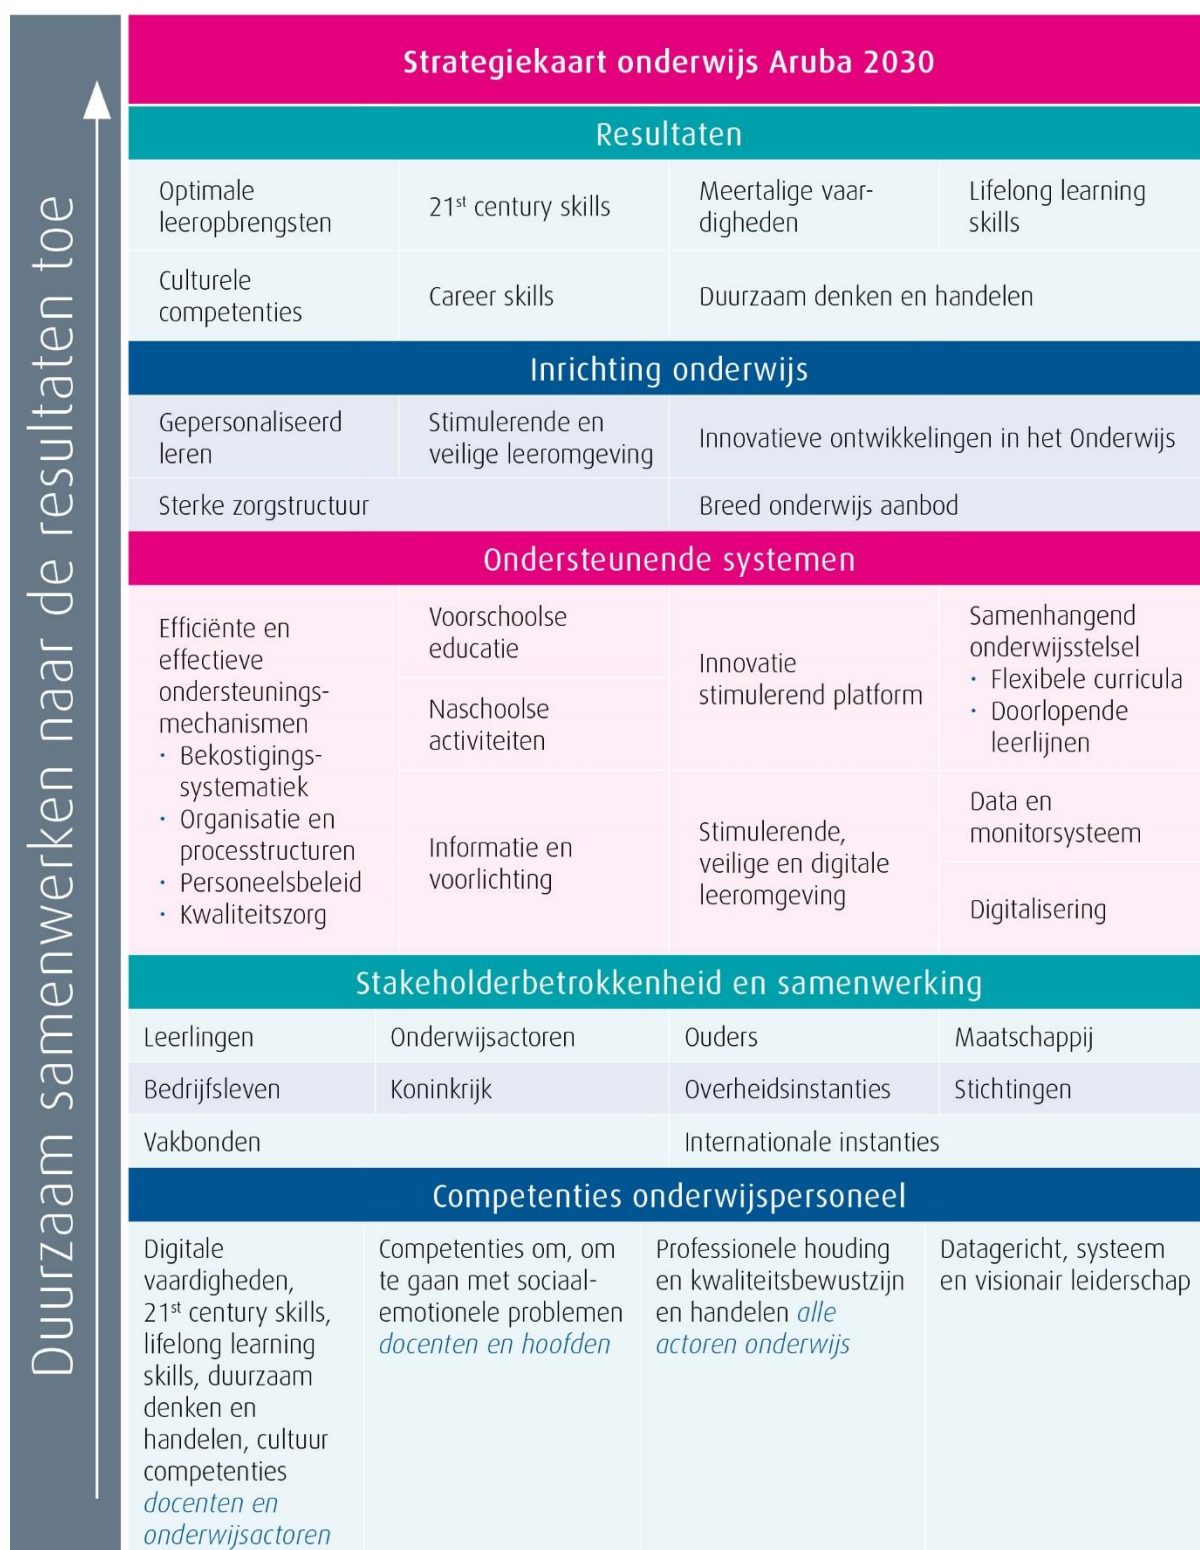 Duurzaam samenwerken naar de resultaten toe
Strategiekaart onderwijs Aruba 2030
Resultaten
Optimale
leeropbrengsten
21st century skills
Meertalige vaar-
digheden
Lifelong learning
skills
Culturele
competenties
Career skills
Duurzaam denken en handelen
Inrichting onderwijs
Gepersonaliseerd
leren
Stimulerende en
veilige leeromgeving
Innovatieve ontwikkelingen in het Onderwijs
Sterke zorgstructuur
Breed onderwijs aanbod
Ondersteunende systemen
Efficiënte en
effectieve
ondersteunings-
mechanismen
· Bekostigings-
systematiek
· Organisatie en
processtructuren
· Personeelsbeleid
· Kwaliteitszorg
Voorschoolse
educatie
Naschoolse
activiteiten
Informatie en
voorlichting
Innovatie
stimulerend platform
Stimulerende,
veilige en digitale
leeromgeving
Samenhangend
onderwijsstelsel
· Flexibele curricula
· Doorlopende
leerlijnen
Data en
monitorsysteem
Digitalisering
Stakeholderbetrokkenheid en samenwerking
Leerlingen
Onderwijsactoren
Ouders
Maatschappij
Bedrijfsleven
Koninkrijk
Overheidsinstanties
Stichtingen
Vakbonden
Internationale instanties
Competenties onderwijspersoneel
Digitale
vaardigheden,
21st century skills,
lifelong learning
skills, duurzaam
denken en
handelen, cultuur
competenties
docenten en
onderwijsactoren
Competenties om, om
te gaan met sociaal-
emotionele problemen
docenten en hoofden
Professionele houding
en kwaliteitsbewustzijn
en handelen alle
actoren onderwijs
Datagericht, systeem
en visionair leiderschap